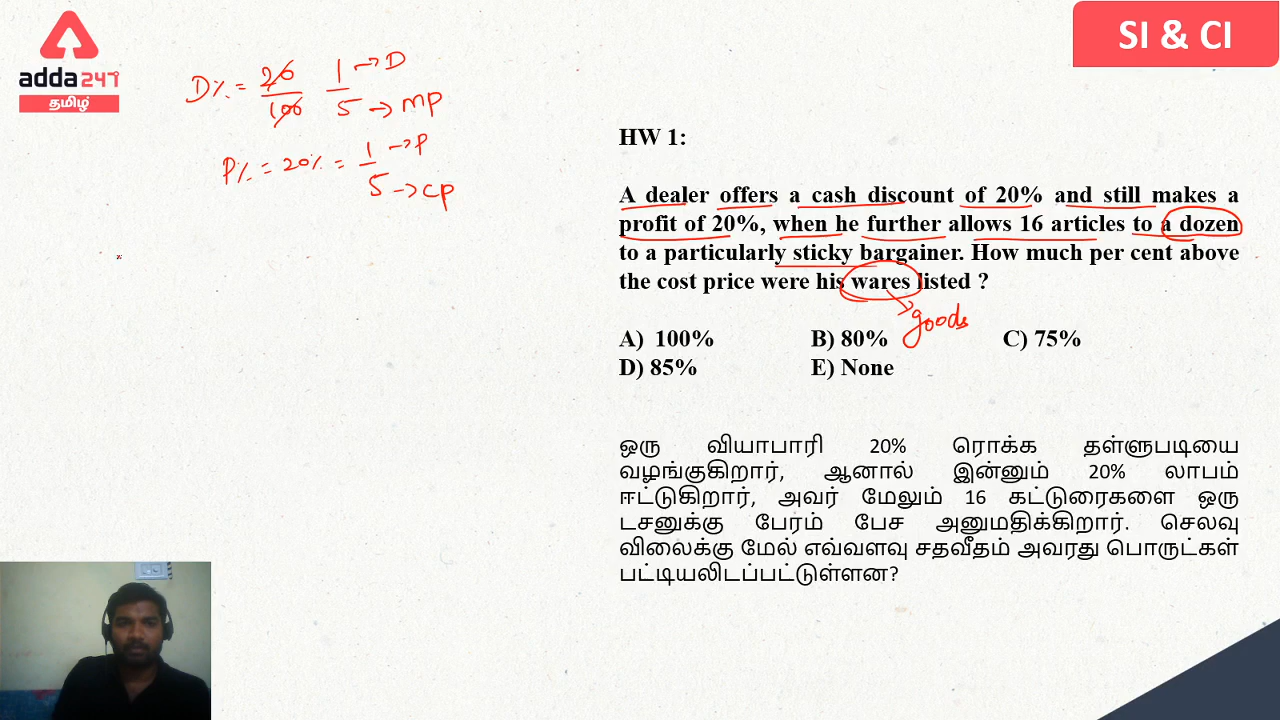 SI & CI
adda247
தமிழ்
D% = 20/100 1/5 → D → MP
P% = 20% = 1/5 → P → CP
HW 1:
A dealer offers a cash discount of 20% and still makes a
profit of 20%, when he further allows 16 articles to a dozen
to a particularly sticky bargainer. How much per cent above
the cost price were his wares listed ?
goods
A) 100% B) 80% C) 75%
D) 85% E) None
ஒரு வியாபாரி 20% ரொக்க தள்ளுபடியை
வழங்குகிறார், ஆனால் இன்னும் 20% லாபம்
ஈட்டுகிறார், அவர் மேலும் 16 கட்டுரைகளை ஒரு
டசனுக்கு பேரம் பேச அனுமதிக்கிறார். செலவு
விலைக்கு மேல் எவ்வளவு சதவீதம் அவரது பொருட்கள்
பட்டியலிடப்பட்டுள்ளன?